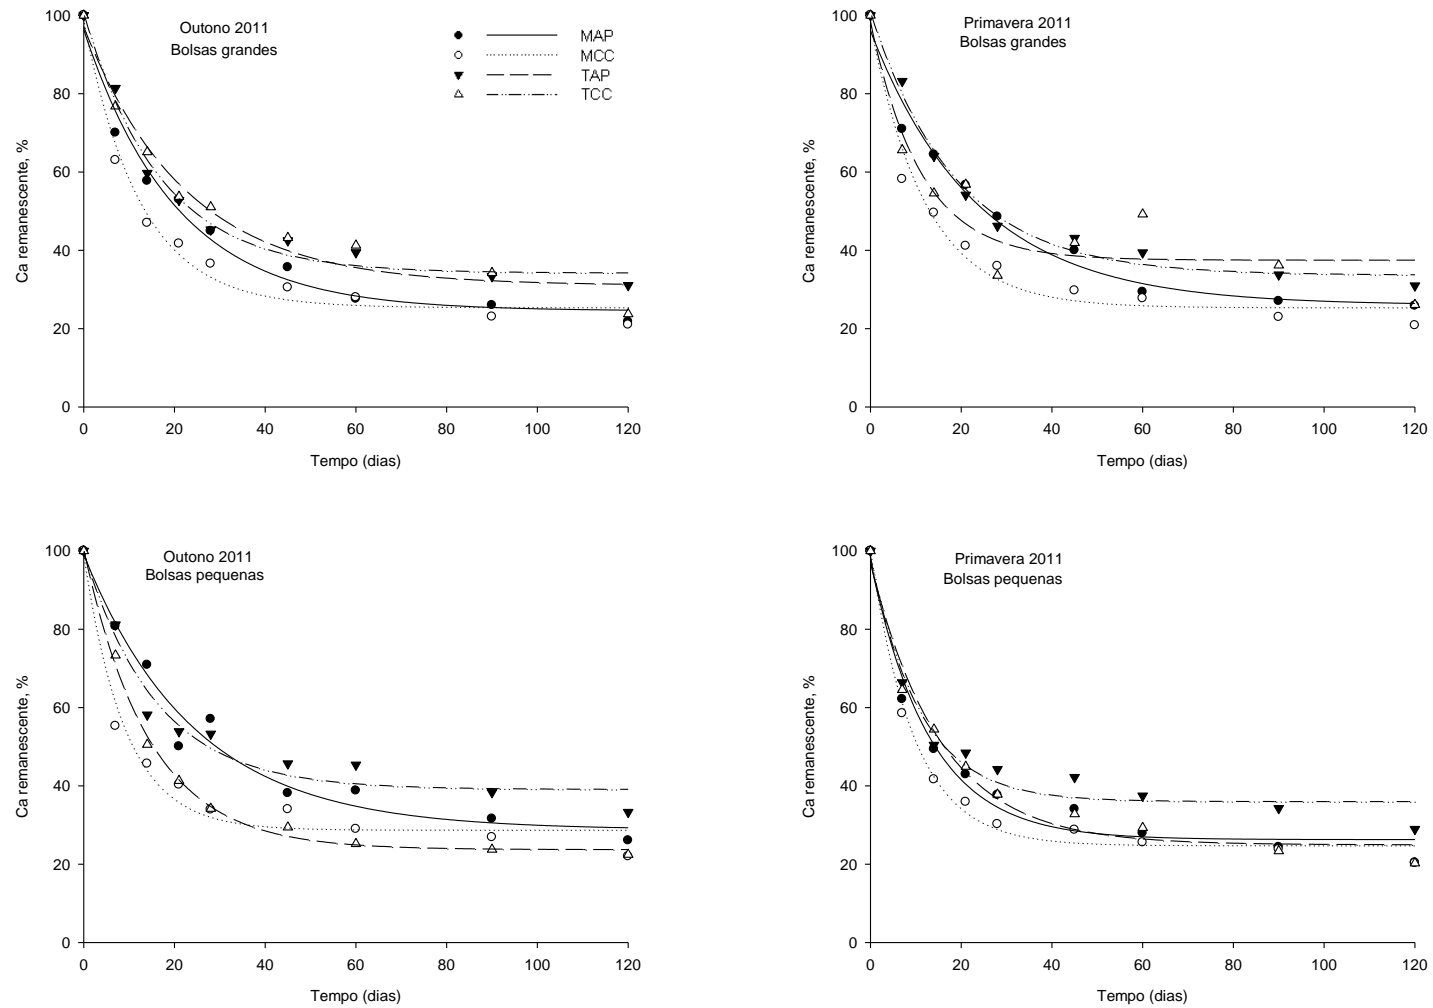 Outono 2011
Bolsas grandes
MAP
MCC
TAP
TCC
Ca remanescente, %
100
80
60
40
20
0
0 20 40 60 80 100 120
Tempo (dias)
Primavera 2011
Bolsas grandes
Ca remanescente, %
100
80
60
40
20
0
0 20 40 60 80 100 120
Tempo (dias)
Outono 2011
Bolsas pequenas
Ca remanescente, %
100
80
60
40
20
0
0 20 40 60 80 100 120
Tempo (dias)
Primavera 2011
Bolsas pequenas
Ca remanescente, %
100
80
60
40
20
0
0 20 40 60 80 100 120
Tempo (dias)